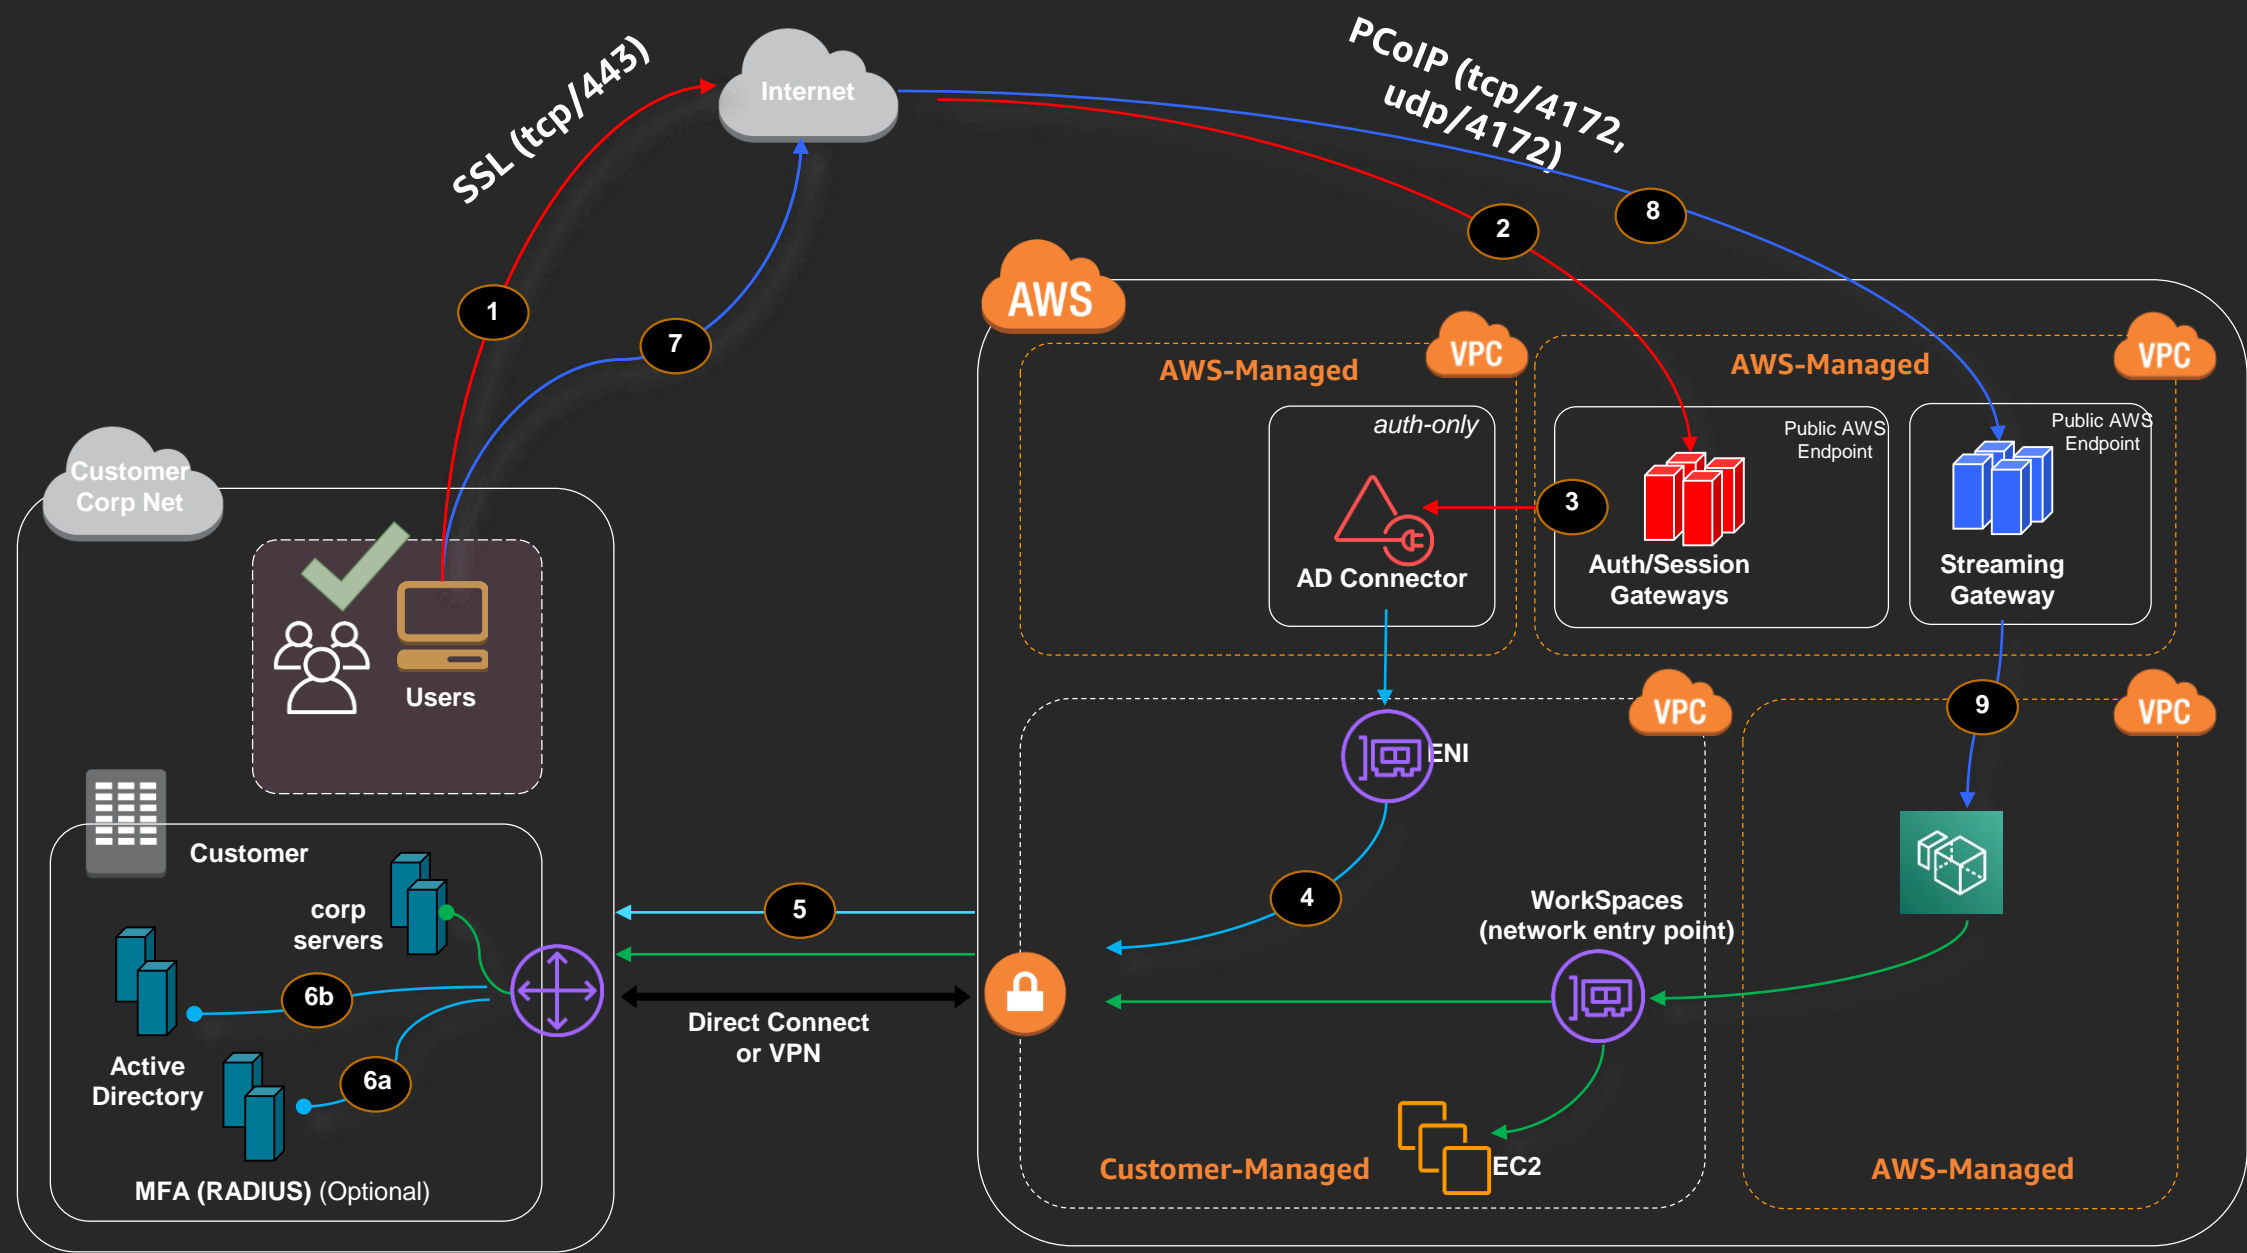 SSL (tcp/443)
Internet
PCoIP (tcp/4172,
udp/4172)
1
7
2
8
AWS
AWS-Managed
VPC
AWS-Managed
VPC
auth-only
AD Connector
3
Public AWS
Endpoint
Auth/Session
Gateways
Public AWS
Endpoint
Streaming
Gateway
Customer
Corp Net
Users
Customer
corp
servers
6b
Active
Directory
6a
MFA (RADIUS) (Optional)
5
Direct Connect
or VPN
VPC
ENI
4
WorkSpaces
(network entry point)
Customer-Managed
EC2
9
VPC
AWS-Managed